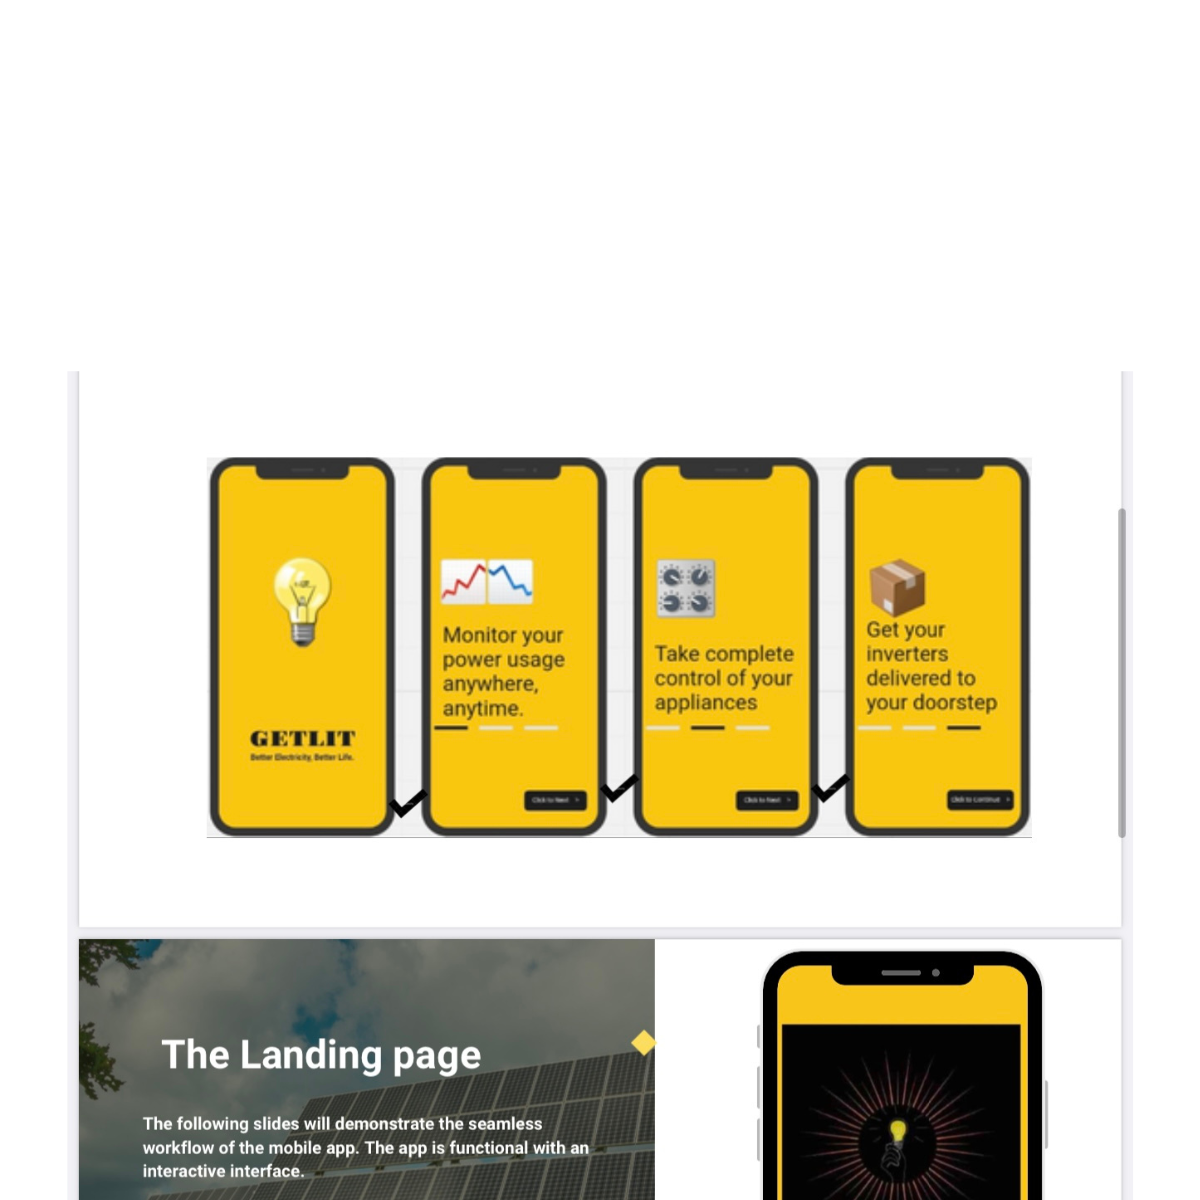 GETLIT
Better Electricity, Better Life.
Monitor your
power usage
anywhere,
anytime.
Click to Next >
Take complete
control of your
appliances
Click to Next >
Get your
inverters
delivered to
your doorstep
Click to continue >
The Landing page
The following slides will demonstrate the seamless
workflow of the mobile app. The app is functional with an
interactive interface.